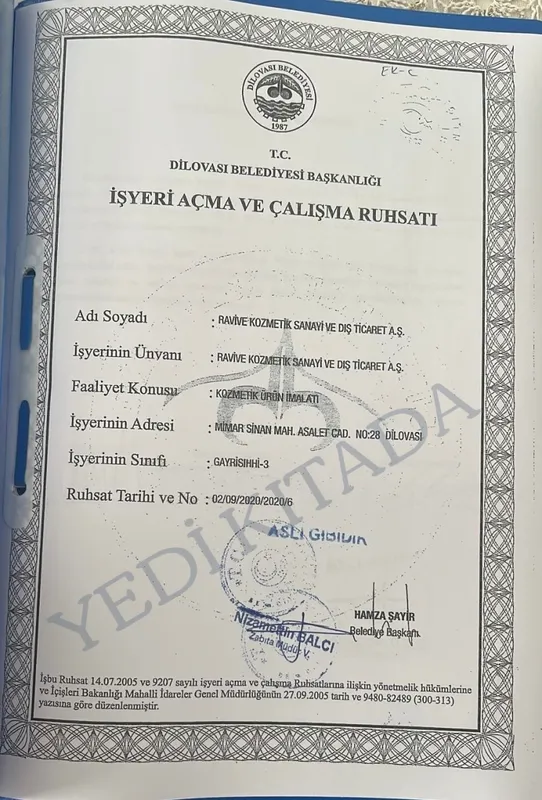 EK-C
DİLOVASI BELEDİYESİ
1987
T.C.
DİLOVASI BELEDİYESİ BAŞKANLIĞI
İŞYERİ AÇMA VE ÇALIŞMA RUHSATI
Adı Soyadı : RAVİVE KOZMETİK SANAYİ VE DIŞ TİCARET A.Ş.
İşyerinin Ünvanı : RAVİVE KOZMETİK SANAYİ VE DIŞ TİCARET A.Ş.
Faaliyet Konusu : KOZMETİK ÜRÜN İMALATI
İşyerinin Adresi : MİMAR SİNAN MAH. ASALET CAD. NO:28 DİLOVASI
İşyerinin Sınıfı : GAYRİSIHHİ-3
Ruhsat Tarihi ve No : 02/09/2020/2020/6
YEDİ KITADA
ASLI GİBİDİR
T.C.
Nizamettin BALCI
Zabıta Müdür V.
HAMZA ŞAYİR
Belediye Başkanı
İşbu Ruhsat 14.07.2005 ve 9207 sayılı işyeri açma ve çalışma Ruhsatlarına ilişkin yönetmelik hükümlerine
ve İçişleri Bakanlığı Mahalli İdareler Genel Müdürlüğünün 27.09.2005 tarih ve 9480-82489 (300-313)
yazısına göre düzenlenmiştir.